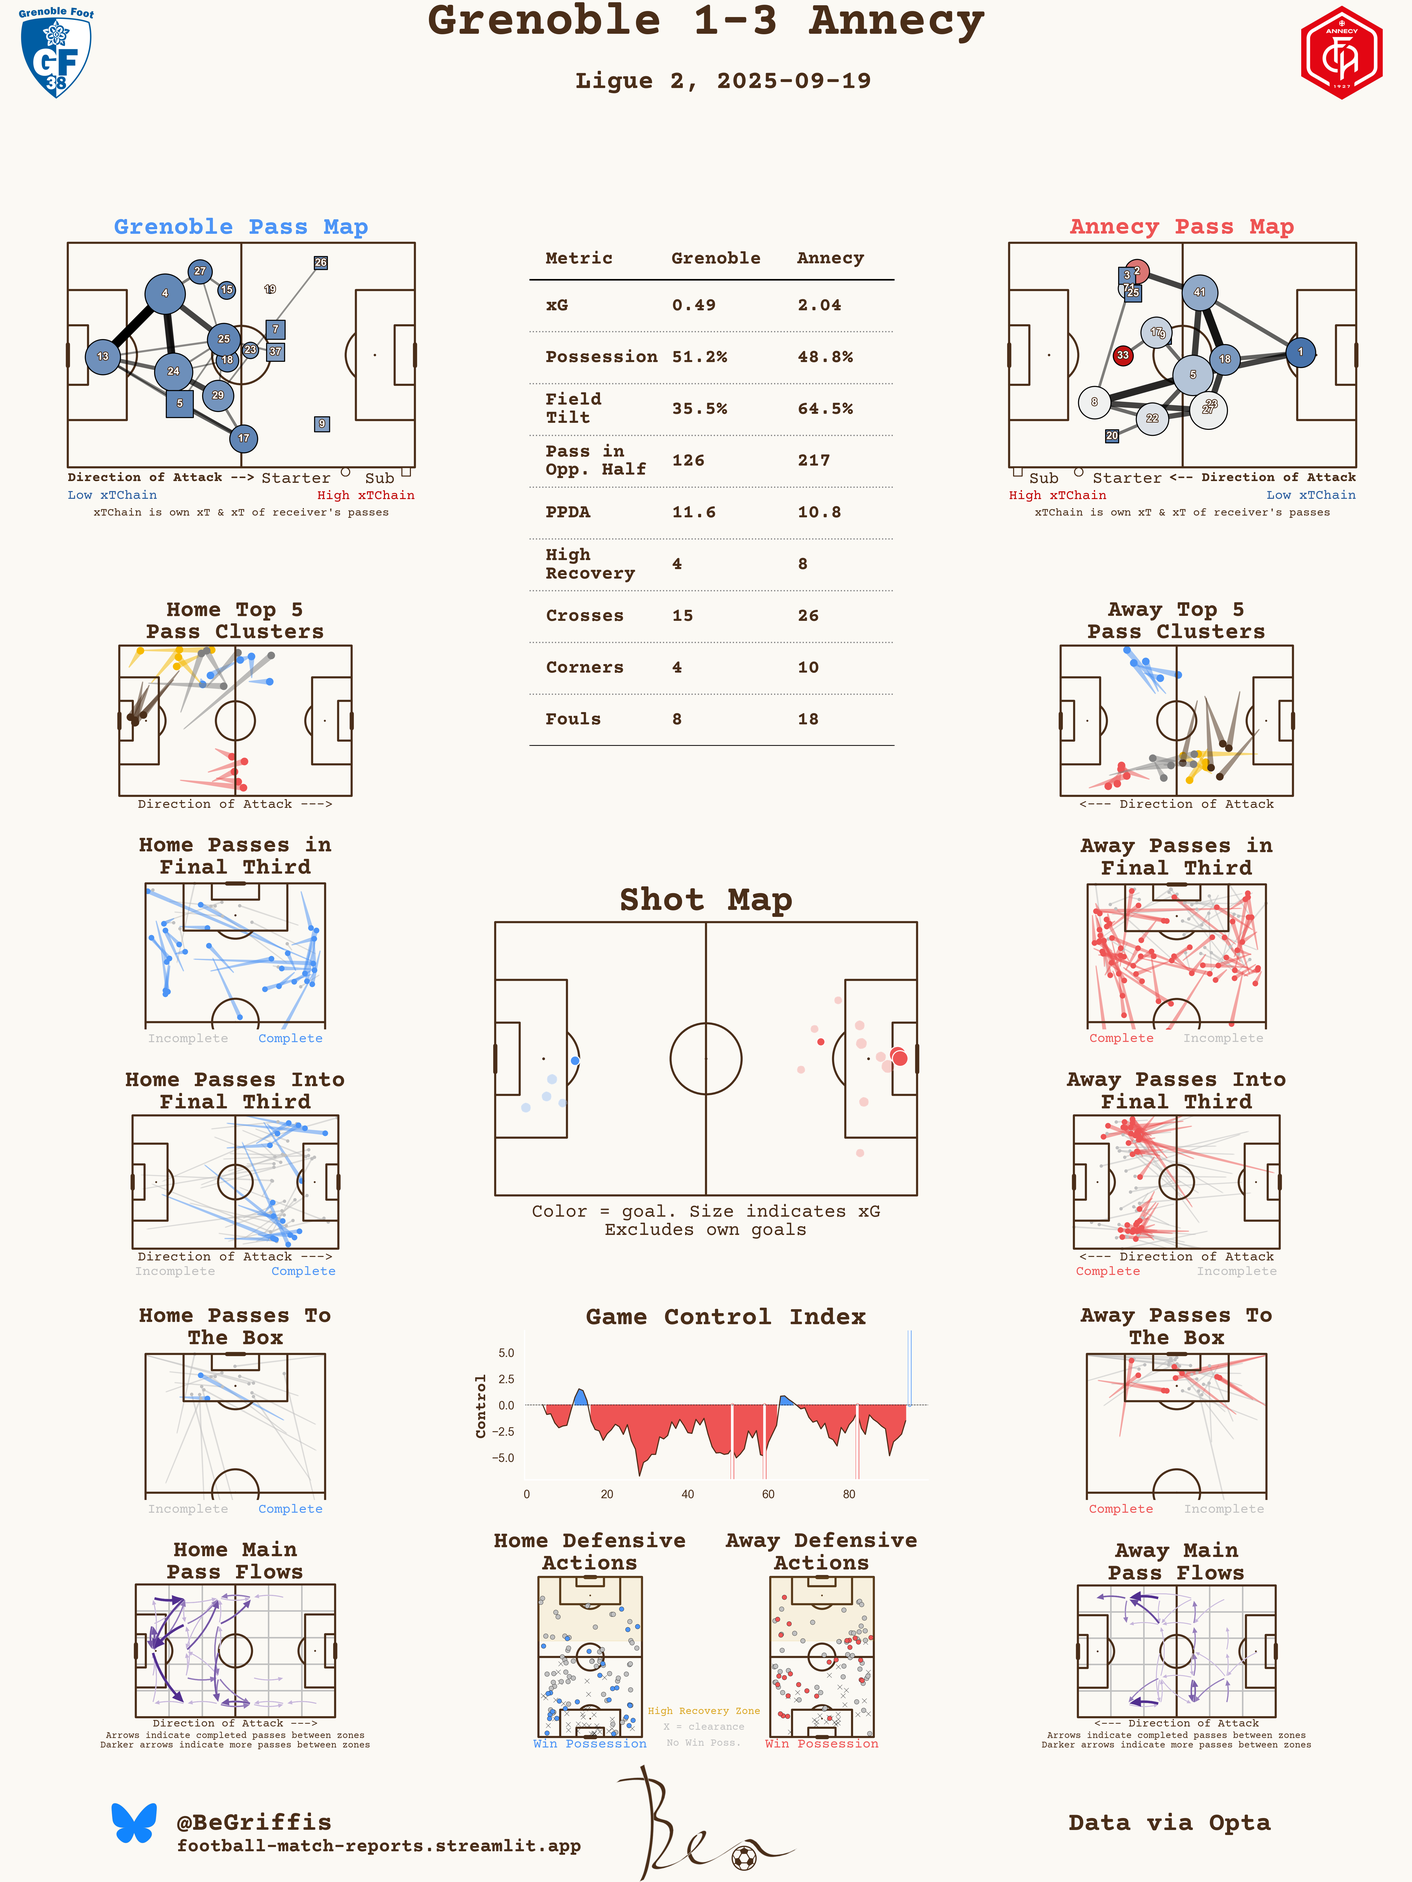 Grenoble 1-3 Annecy
Ligue 2, 2025-09-19
Grenoble Foot
GF
38
ANNECY
FCA
1927
Grenoble Pass Map
27
26
4
15
19
25
7
13
23
37
18
24
5
29
9
17
Direction of Attack --> Starter Sub
Low xTChain High xTChain
xTChain is own xT & xT of receiver's passes
Metric Grenoble Annecy
xG 0.49 2.04
Possession 51.2% 48.8%
Field
Tilt 35.5% 64.5%
Pass in
Opp. Half 126 217
PPDA 11.6 10.8
High
Recovery 4 8
Crosses 15 26
Corners 4 10
Fouls 8 18
Annecy Pass Map
3
2
25
41
17
33
18
1
5
8
22
23
27
20
Sub Starter <-- Direction of Attack
High xTChain Low xTChain
xTChain is own xT & xT of receiver's passes
Home Top 5
Pass Clusters
Direction of Attack --->
Away Top 5
Pass Clusters
<--- Direction of Attack
Home Passes in
Final Third
Incomplete Complete
Away Passes in
Final Third
Complete Incomplete
Shot Map
Color = goal. Size indicates xG
Excludes own goals
Home Passes Into
Final Third
Direction of Attack --->
Incomplete Complete
Away Passes Into
Final Third
<--- Direction of Attack
Complete Incomplete
Home Passes To
The Box
Incomplete Complete
Game Control Index
Control
5.0
2.5
0.0
−2.5
−5.0
0 20 40 60 80
Away Passes To
The Box
Complete Incomplete
Home Main
Pass Flows
Direction of Attack --->
Arrows indicate completed passes between zones
Darker arrows indicate more passes between zones
Home Defensive
Actions
Win Possession
Away Defensive
Actions
Win Possession
High Recovery Zone
X = clearance
No Win Poss.
Away Main
Pass Flows
<--- Direction of Attack
Arrows indicate completed passes between zones
Darker arrows indicate more passes between zones
@BeGriffis
football-match-reports.streamlit.app
Ben
Data via Opta